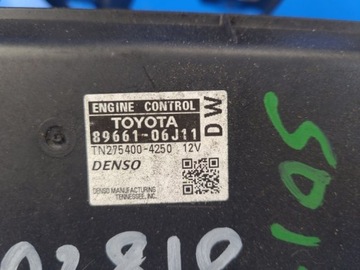 ENGINE CONTROL
TOYOTA
89661-06J11
TN275400-4250 12V
DENSO
DENSO MANUFACTURING
TENNESSEE, INC.
DW